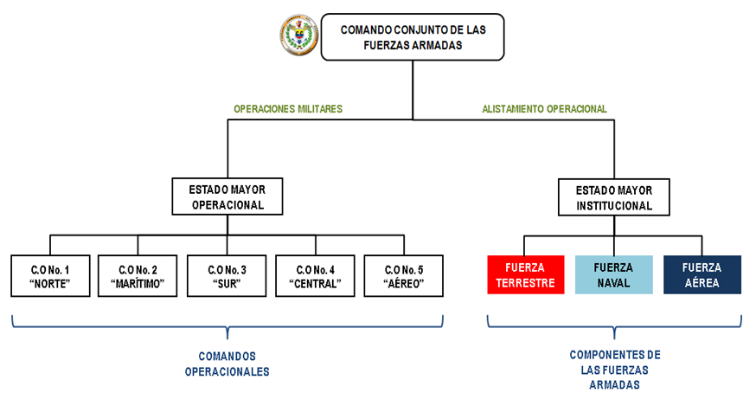 COMANDO CONJUNTO DE LAS
FUERZAS ARMADAS
OPERACIONES MILITARES
ALISTAMIENTO OPERACIONAL
ESTADO MAYOR
OPERACIONAL
ESTADO MAYOR
INSTITUCIONAL
C.O No. 1
“NORTE”
C.O No. 2
“MARÍTIMO”
C.O No. 3
“SUR”
C.O No. 4
“CENTRAL”
C.O No. 5
“AÉREO”
FUERZA
TERRESTRE
FUERZA
NAVAL
FUERZA
AÉREA
COMANDOS
OPERACIONALES
COMPONENTES DE
LAS FUERZAS
ARMADAS